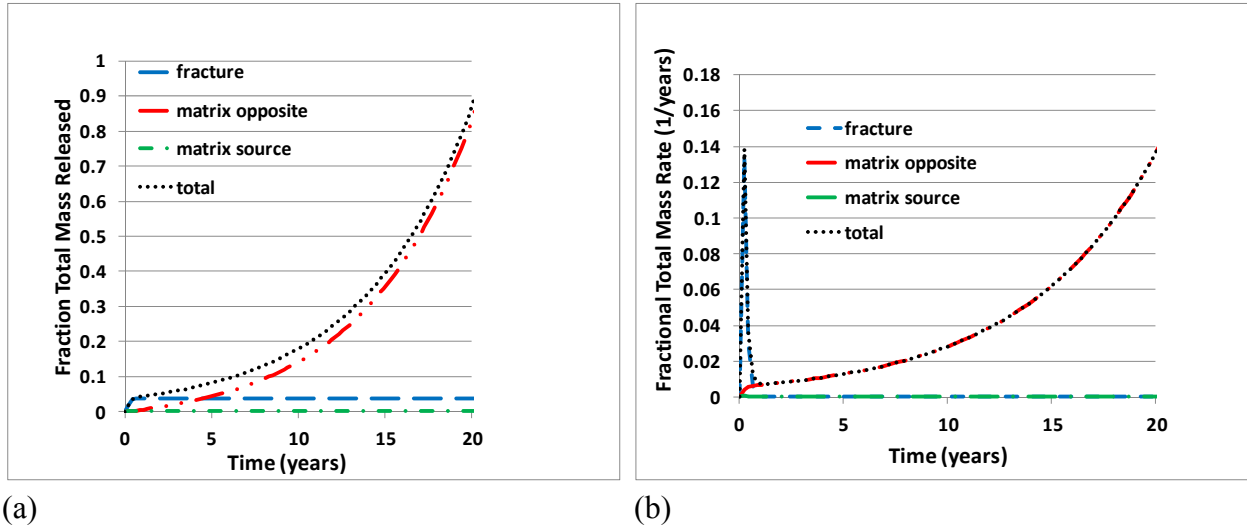 Fraction Total Mass Released
1
0.9
0.8
0.7
0.6
0.5
0.4
0.3
0.2
0.1
0
fracture
matrix opposite
matrix source
total
0 5 10 15 20
Time (years)
(a)
Fractional Total Mass Rate (1/years)
0.18
0.16
0.14
0.12
0.1
0.08
0.06
0.04
0.02
0
fracture
matrix opposite
matrix source
total
0 5 10 15 20
Time (years)
(b)